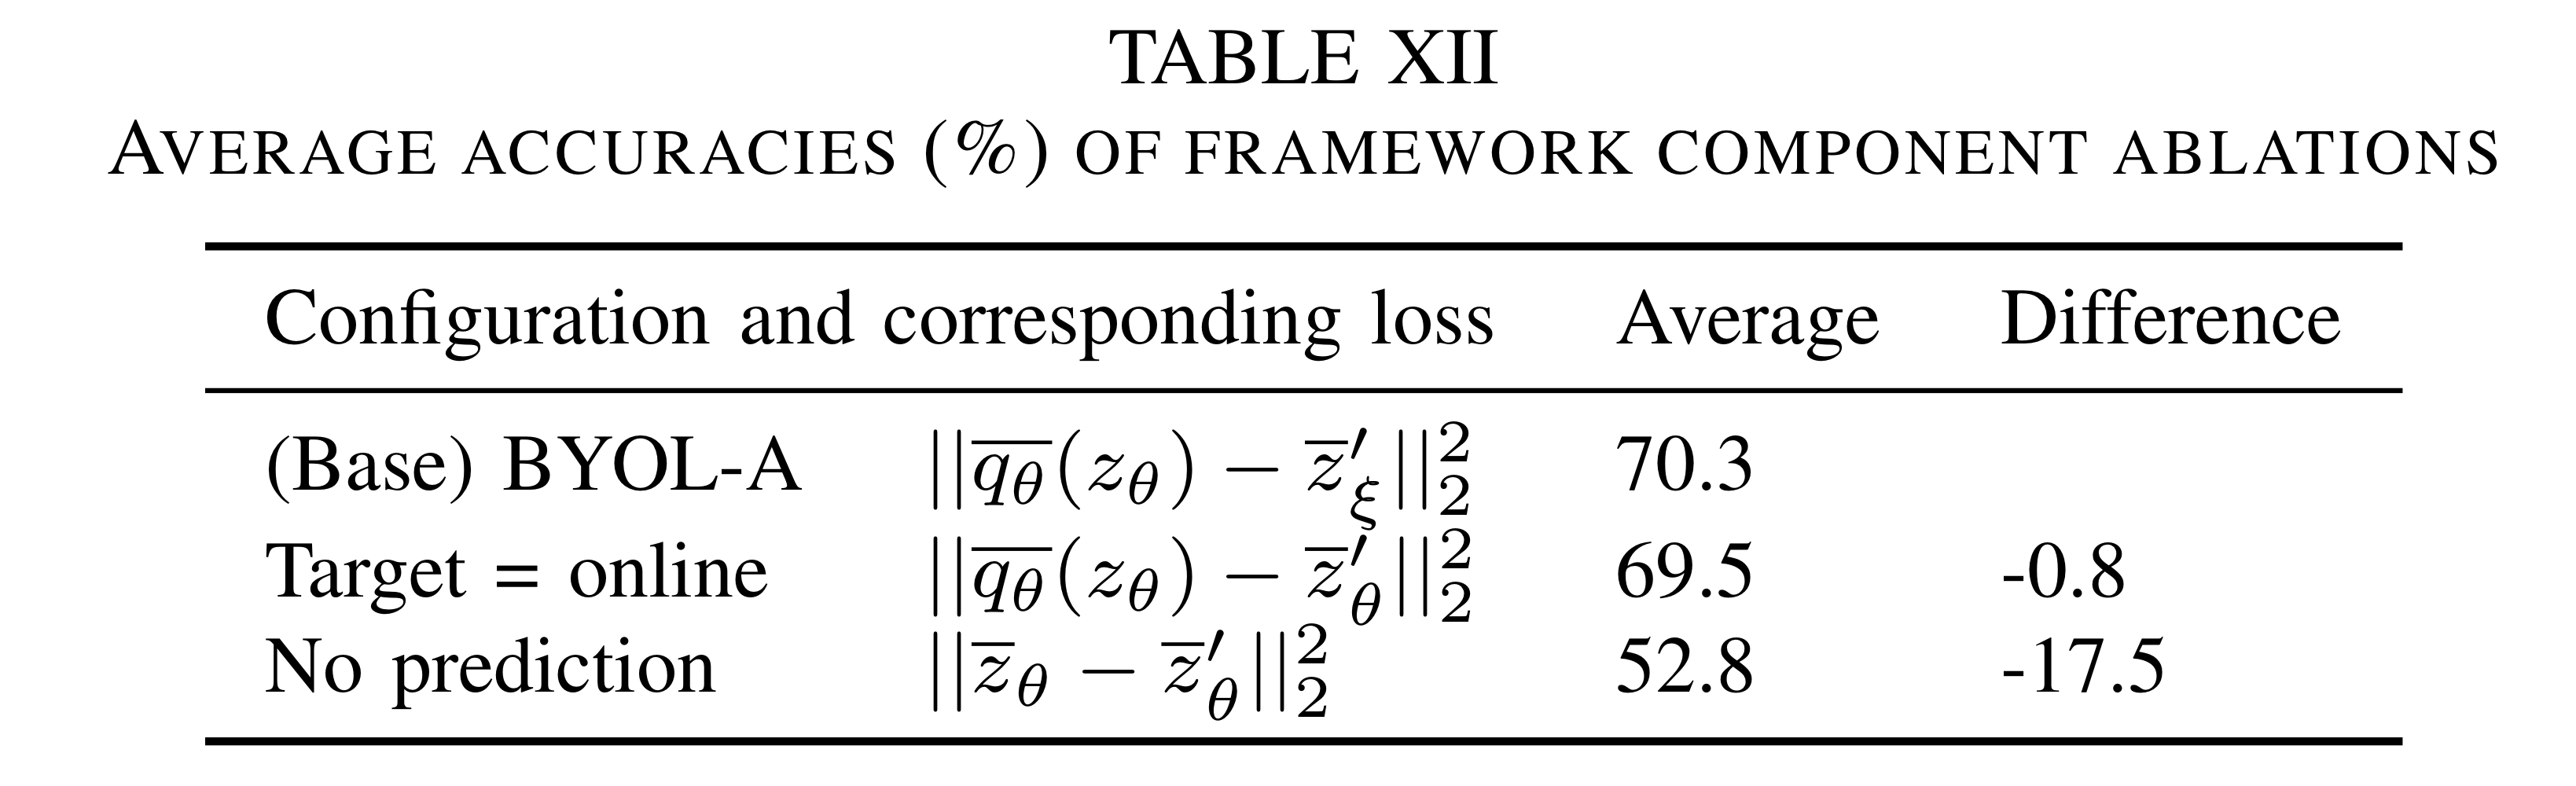 TABLE XII
AVERAGE ACCURACIES (%) OF FRAMEWORK COMPONENT ABLATIONS
Configuration and corresponding loss Average Difference
(Base) BYOL-A $||\overline{q_\theta}(z_\theta) - \overline{z}'_\xi||_2^2$ 70.3
Target = online $||\overline{q_\theta}(z_\theta) - \overline{z}'_\theta||_2^2$ 69.5 -0.8
No prediction $||\overline{z}_\theta - \overline{z}'_\theta||_2^2$ 52.8 -17.5